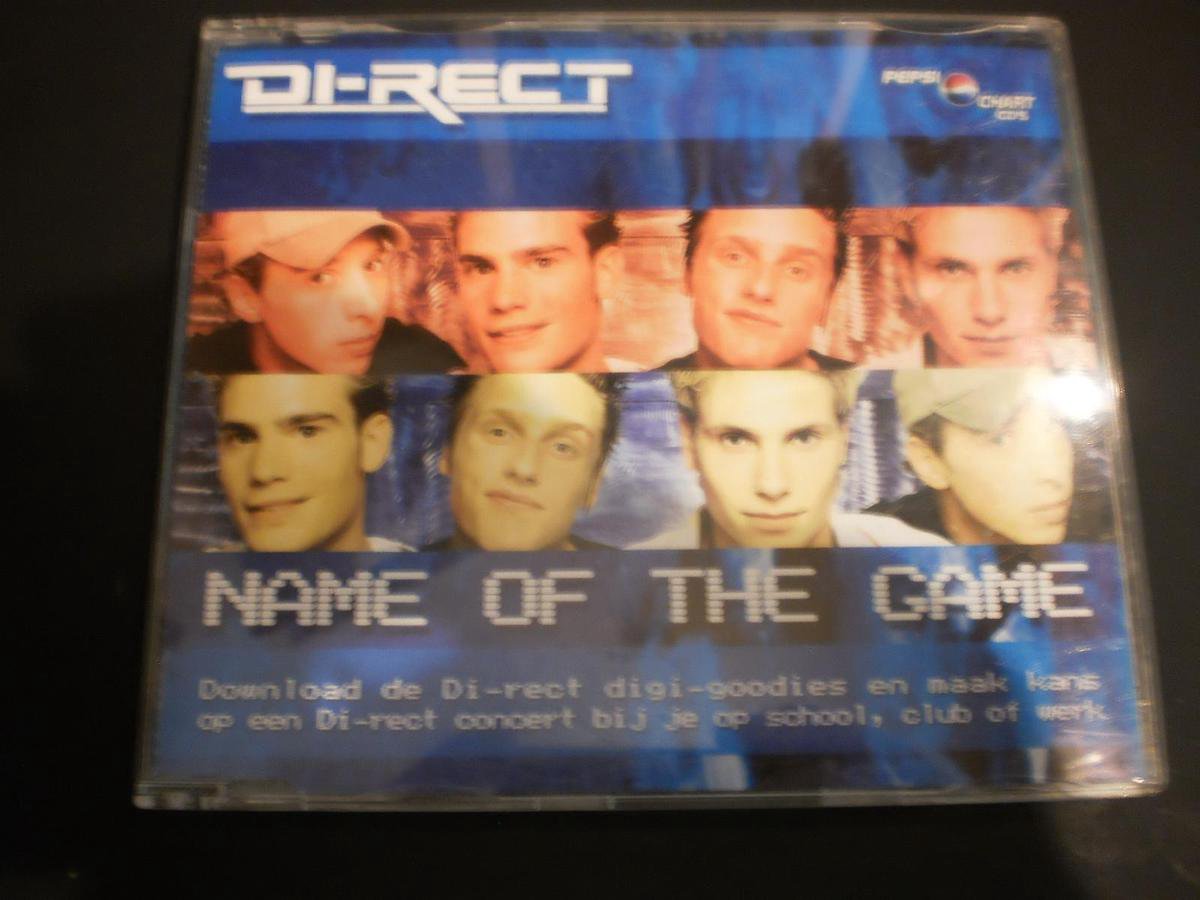 DI-RECT
PEPSI
CHART
CD'S
NAME OF THE GAME
Download de Di-rect digi-goodies en maak kans
op een Di-rect concert bij je op school, club of werk